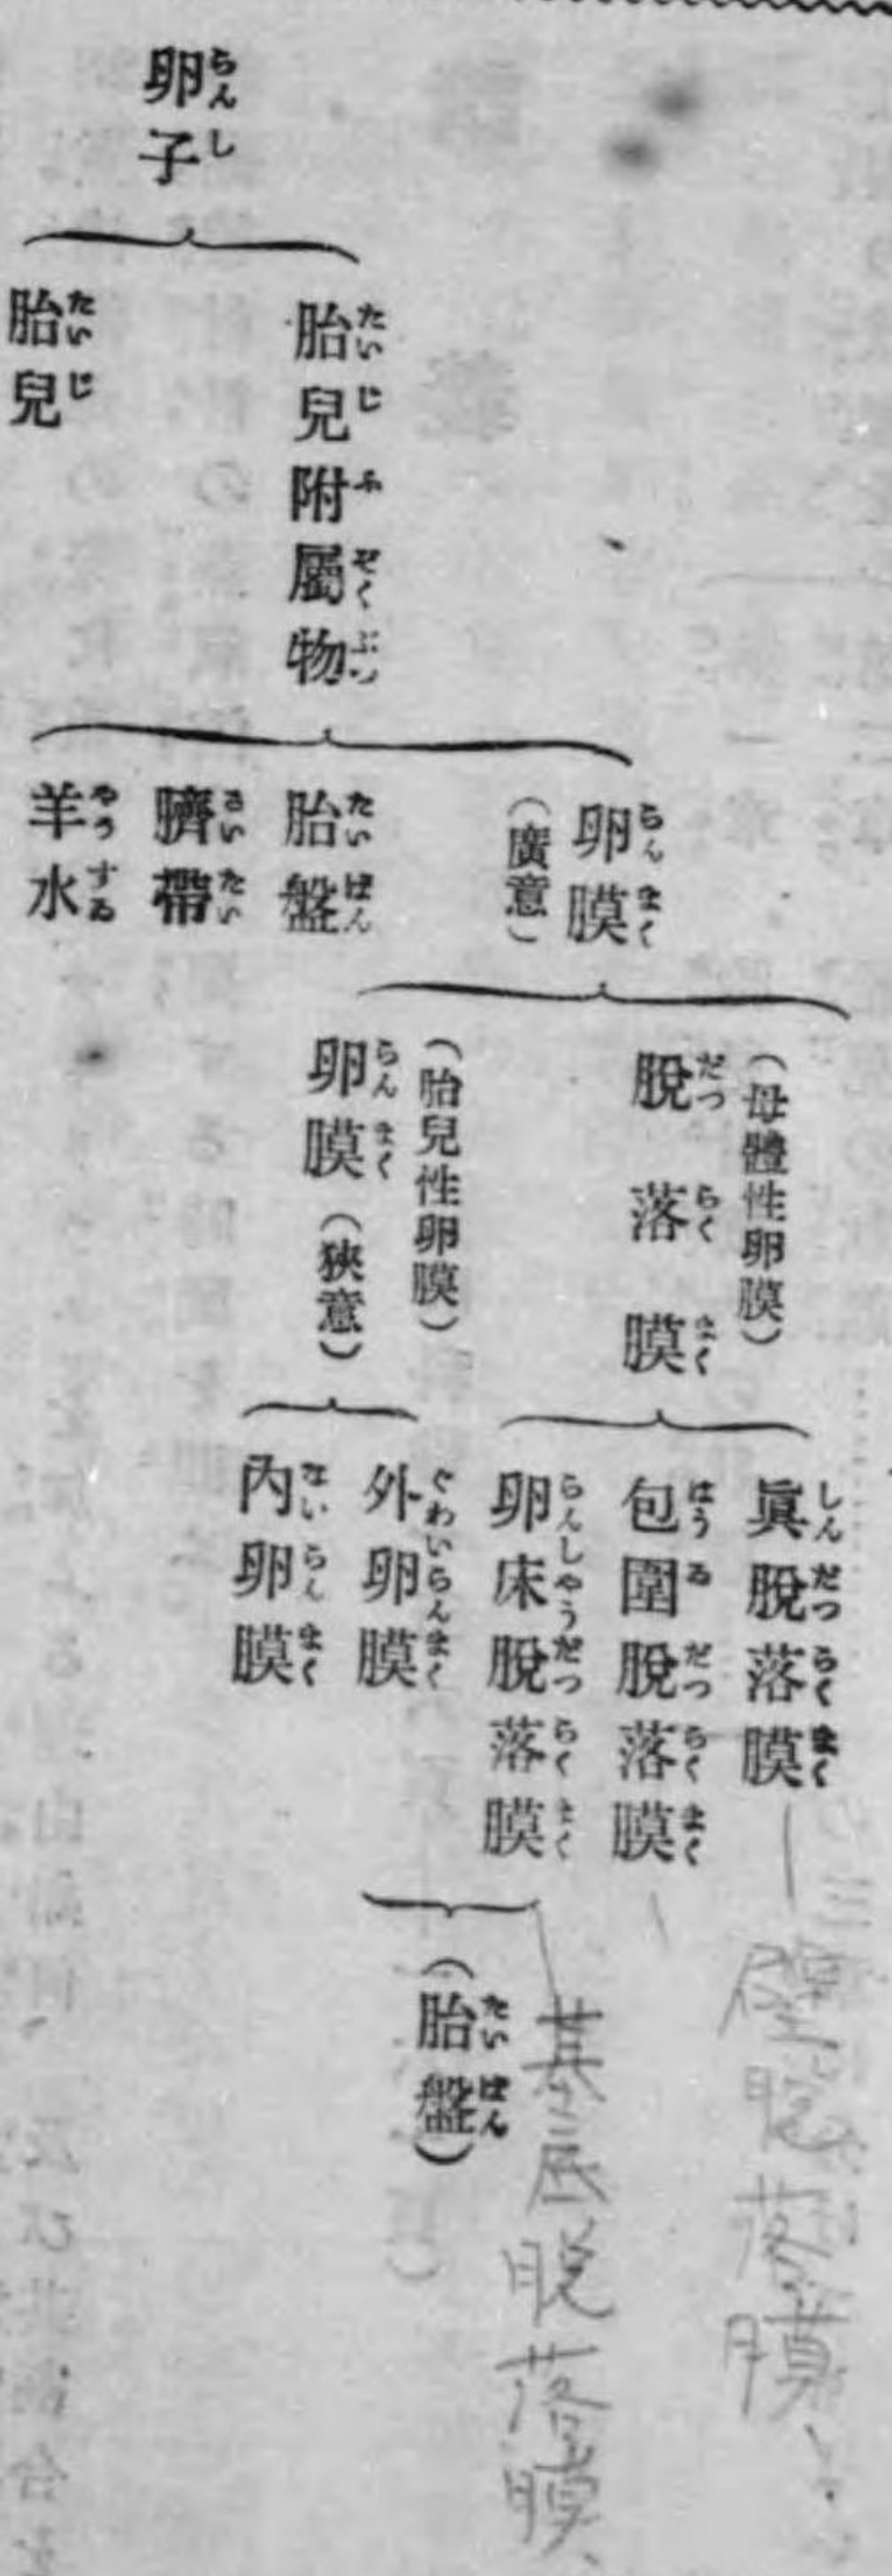 卵子
胎兒附屬物
胎兒
卵膜
(廣意)
胎盤
臍帶
羊水
(母體性卵膜)
脫落膜
(胎兒性卵膜)
卵膜(狹意)
眞脫落膜
包圍脫落膜
卵床脫落膜
外卵膜
內卵膜
(胎盤)
壁脱落膜
基底脱落膜